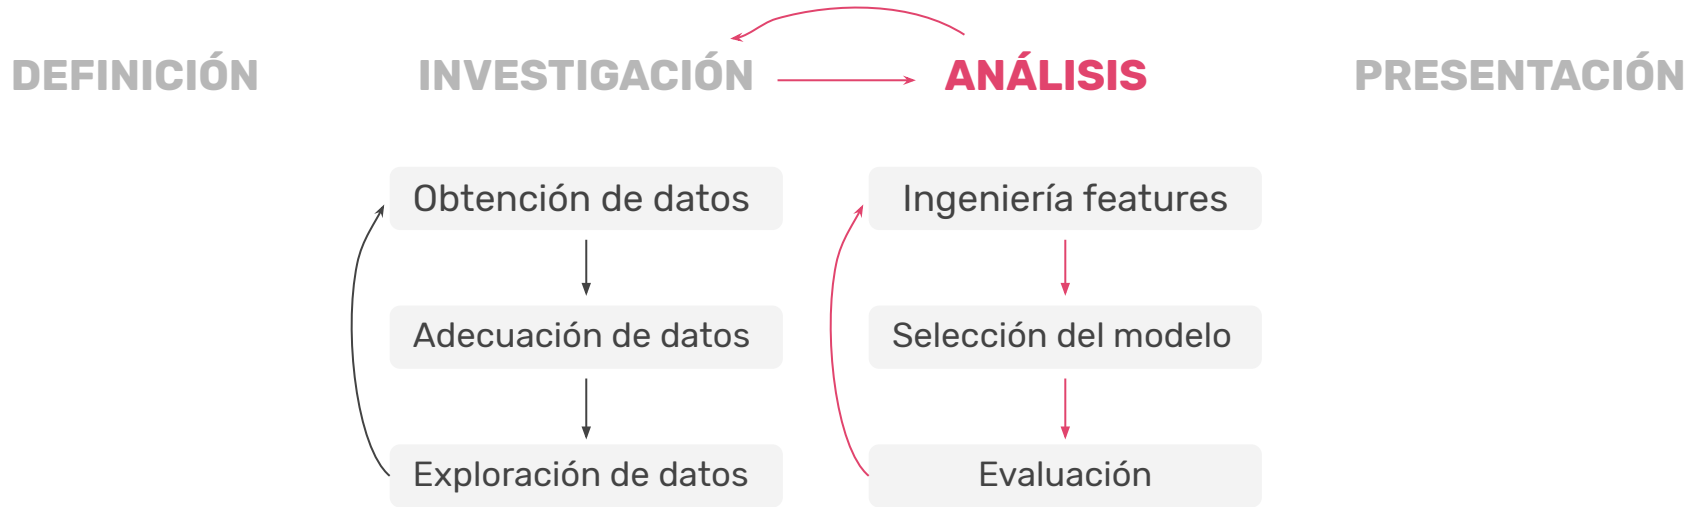 DEFINICIÓN
INVESTIGACIÓN
ANÁLISIS
PRESENTACIÓN
Obtención de datos
Adecuación de datos
Exploración de datos
Ingeniería features
Selección del modelo
Evaluación